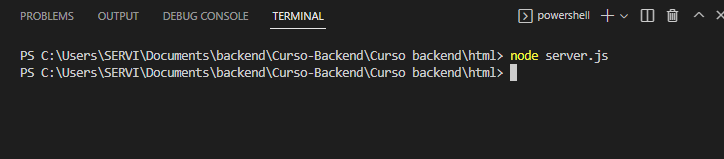 PROBLEMS OUTPUT DEBUG CONSOLE TERMINAL powershell
PS C:\Users\SERVI\Documents\backend\Curso-Backend\Curso backend\html> node server.js
PS C:\Users\SERVI\Documents\backend\Curso-Backend\Curso backend\html>